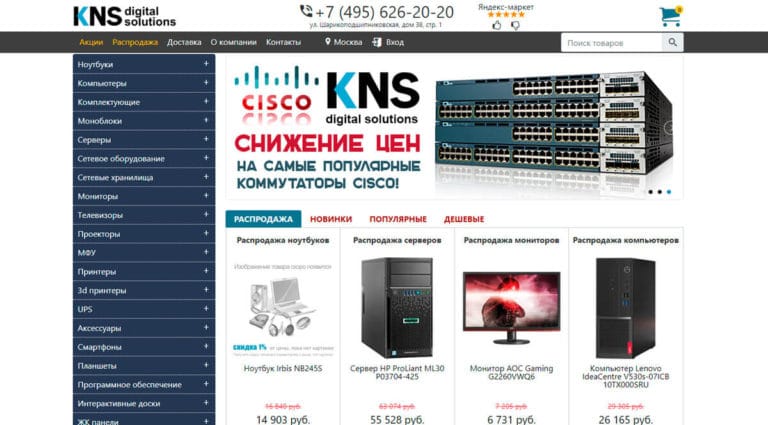 KNS digital solutions
+7 (495) 626-20-20
ул. Шарикоподшипниковская, дом 38, стр. 1
Яндекс-маркет
0
Акции Распродажа Доставка О компании Контакты Москва Вход
Поиск товаров
Ноутбуки +
Компьютеры +
Комплектующие +
Моноблоки +
Серверы +
Сетевое оборудование +
Сетевые хранилища +
Мониторы +
Телевизоры +
Проекторы +
МФУ +
Принтеры +
3d принтеры +
UPS +
Аксессуары +
Смартфоны +
Планшеты +
Программное обеспечение +
Интерактивные доски +
ЖК панели +
CISCO KNS
digital solutions
СНИЖЕНИЕ ЦЕН
НА САМЫЕ ПОПУЛЯРНЫЕ
КОММУТАТОРЫ CISCO!
РАСПРОДАЖА НОВИНКИ ПОПУЛЯРНЫЕ ДЕШЕВЫЕ
Распродажа ноутбуков
Изображение товара скоро появится
скидка 1% от цены, пока нет картинки
Ноутбук Irbis NB245S
16 840 руб.
14 903 руб.
Распродажа серверов
Сервер HP ProLiant ML30
P03704-425
63 074 руб.
55 528 руб.
Распродажа мониторов
Монитор AOC Gaming
G2260VWQ6
7 205 руб.
6 731 руб.
Распродажа компьютеров
Компьютер Lenovo
IdeaCentre V530s-07ICB
10TX000SRU
29 305 руб.
26 165 руб.